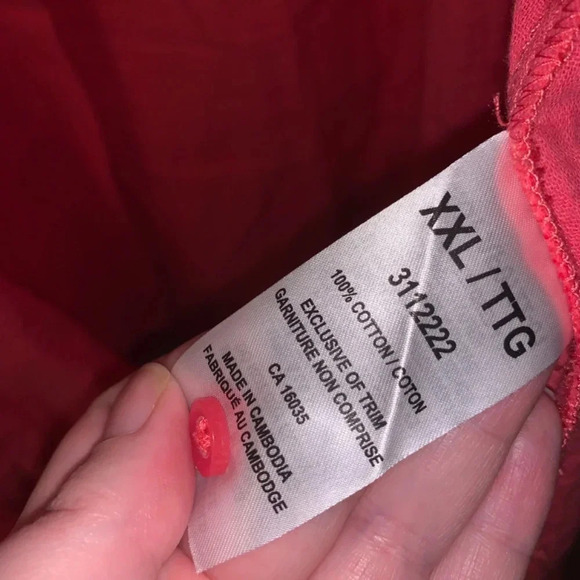 XXL / TTG
3112222
100% COTTON / COTON
EXCLUSIVE OF TRIM
GARNITURE NON COMPRISE
CA 16035
MADE IN CAMBODIA
FABRIQUÉ AU CAMBODGE